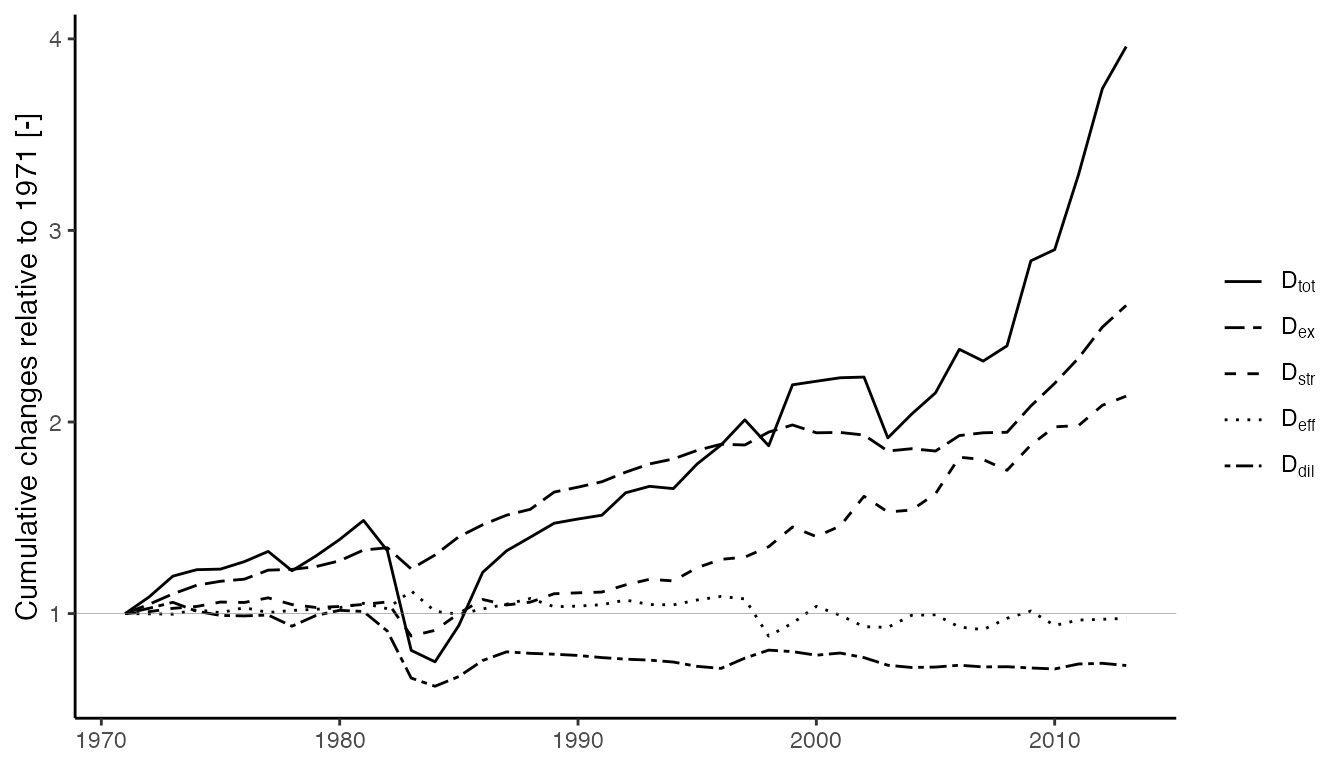 Cumulative changes relative to 1971 [-]
4
3
2
1
1970 1980 1990 2000 2010
Dtot
Dex
Dstr
Deff
Ddil